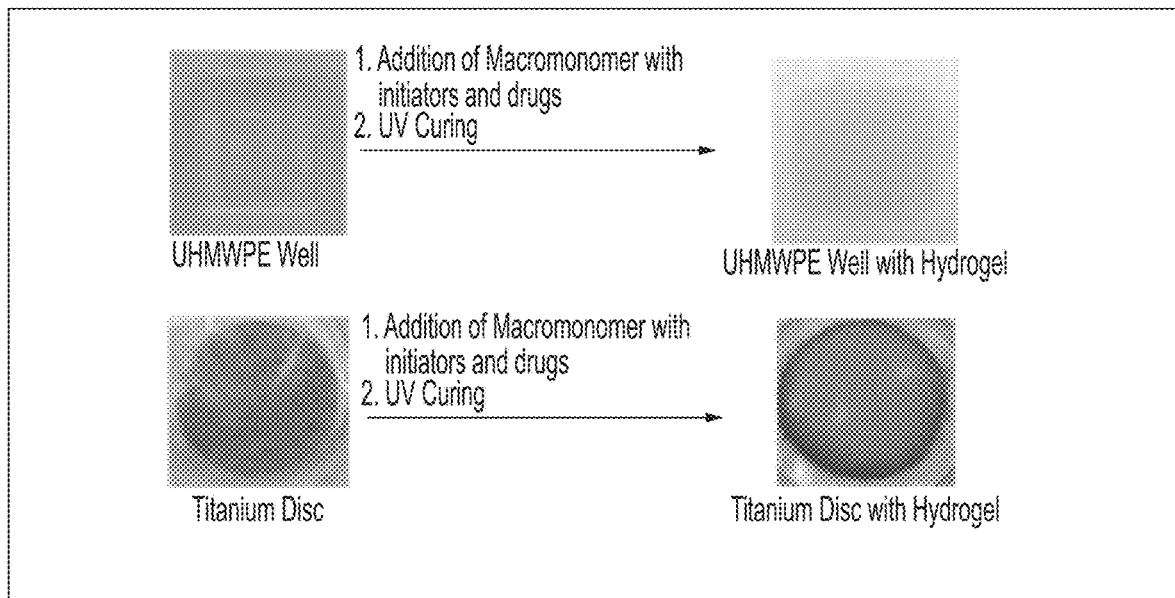 1. Addition of Macromonomer with
initiators and drugs
2. UV Curing
UHMWPE Well
UHMWPE Well with Hydrogel
1. Addition of Macromonomer with
initiators and drugs
2. UV Curing
Titanium Disc
Titanium Disc with Hydrogel